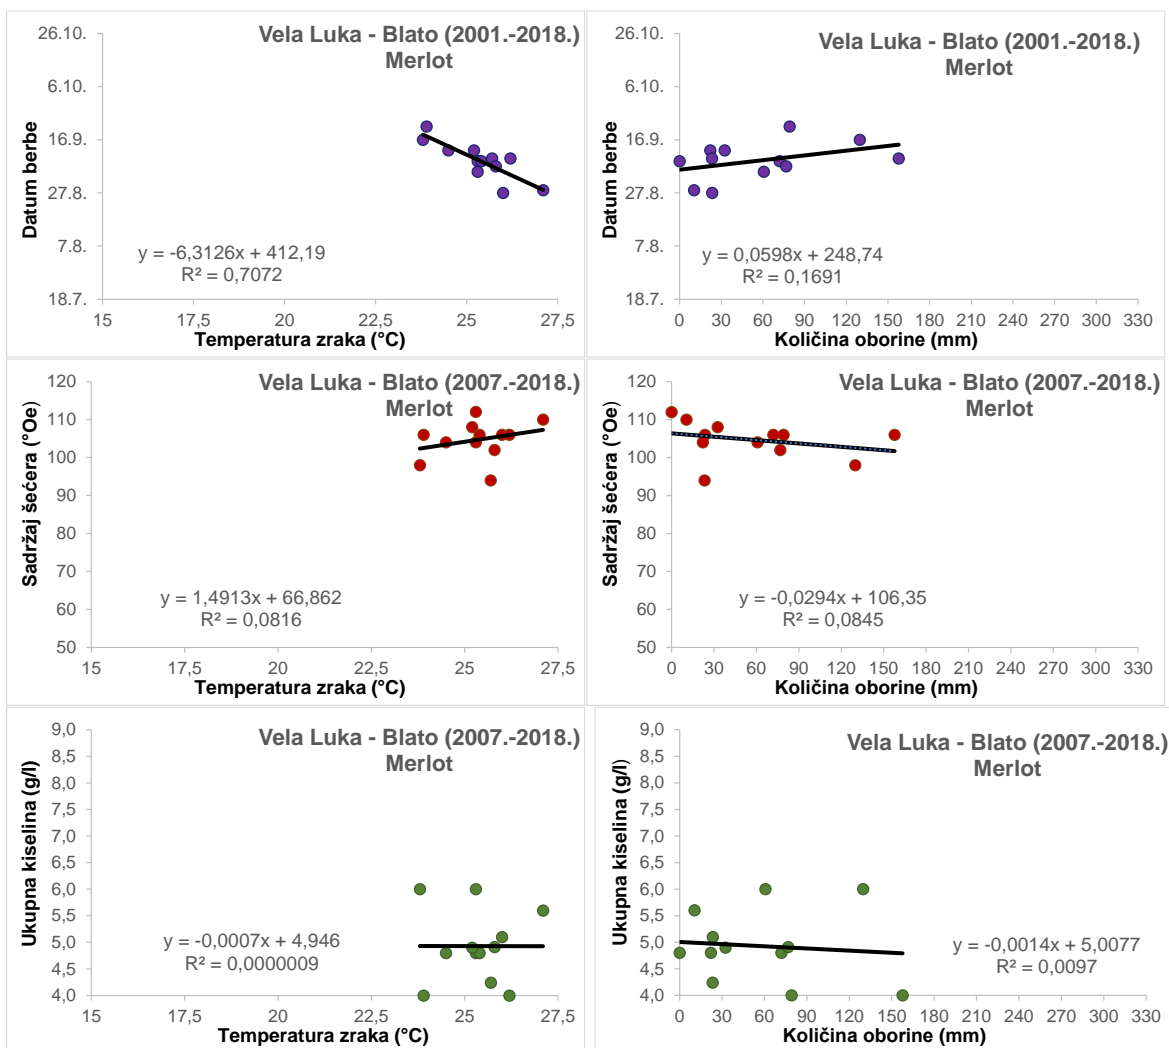 Vela Luka - Blato (2001.-2018.)
Merlot
Datum berbe
26.10.
6.10.
16.9.
27.8.
7.8.
18.7.
y = -6,3126x + 412,19
R² = 0,7072
15 17,5 20 22,5 25 27,5
Temperatura zraka (°C)
Vela Luka - Blato (2001.-2018.)
Merlot
Datum berbe
26.10.
6.10.
16.9.
27.8.
7.8.
18.7.
y = 0,0598x + 248,74
R² = 0,1691
0 30 60 90 120 150 180 210 240 270 300 330
Količina oborine (mm)
Vela Luka - Blato (2007.-2018.)
Merlot
Sadržaj šećera (°Oe)
120
110
100
90
80
70
60
50
y = 1,4913x + 66,862
R² = 0,0816
15 17,5 20 22,5 25 27,5
Temperatura zraka (°C)
Vela Luka - Blato (2007.-2018.)
Merlot
Sadržaj šećera (°Oe)
120
110
100
90
80
70
60
50
y = -0,0294x + 106,35
R² = 0,0845
0 30 60 90 120 150 180 210 240 270 300 330
Količina oborine (mm)
Vela Luka - Blato (2007.-2018.)
Merlot
Ukupna kiselina (g/l)
9,0
8,5
8,0
7,5
7,0
6,5
6,0
5,5
5,0
4,5
4,0
y = -0,0007x + 4,946
R² = 0,0000009
15 17,5 20 22,5 25 27,5
Temperatura zraka (°C)
Vela Luka - Blato (2007.-2018.)
Merlot
Ukupna kiselina (g/l)
9,0
8,5
8,0
7,5
7,0
6,5
6,0
5,5
5,0
4,5
4,0
y = -0,0014x + 5,0077
R² = 0,0097
0 30 60 90 120 150 180 210 240 270 300 330
Količina oborine (mm)